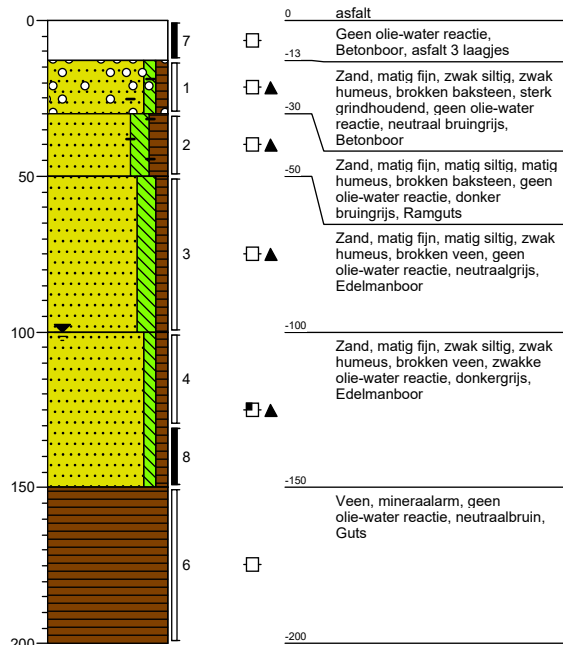 0
50
100
150
200
7
1
2
3
4
8
6
0
asfalt
Geen olie-water reactie,
Betonboor, asfalt 3 laagjes
-13
Zand, matig fijn, zwak siltig, zwak
humeus, brokken baksteen, sterk
grindhoudend, geen olie-water
reactie, neutraal bruingrijs,
Betonboor
-30
Zand, matig fijn, matig siltig, matig
humeus, brokken baksteen, geen
olie-water reactie, donker
bruingrijs, Ramguts
-50
Zand, matig fijn, matig siltig, zwak
humeus, brokken veen, geen
olie-water reactie, neutraalgrijs,
Edelmanboor
-100
Zand, matig fijn, zwak siltig, zwak
humeus, brokken veen, zwakke
olie-water reactie, donkergrijs,
Edelmanboor
-150
Veen, mineraalarm, geen
olie-water reactie, neutraalbruin,
Guts
-200